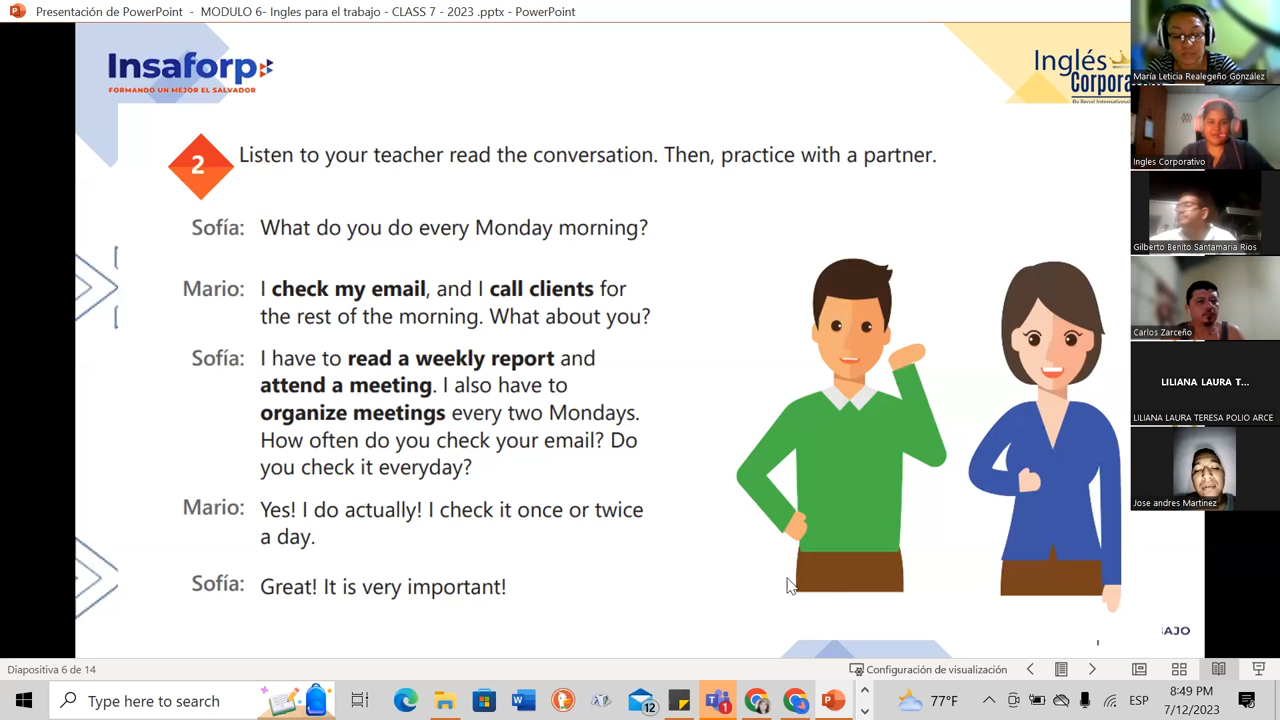 Presentación de PowerPoint - MODULO 6- Ingles para el trabajo - CLASS 7 - 2023 .pptx - PowerPoint
Insaforp
FORMANDO UN MEJOR EL SALVADOR
Inglés
Corpora
By Regal International
2
Listen to your teacher read the conversation. Then, practice with a partner.
Sofía: What do you do every Monday morning?
Mario: I check my email, and I call clients for
the rest of the morning. What about you?
Sofía: I have to read a weekly report and
attend a meeting. I also have to
organize meetings every two Mondays.
How often do you check your email? Do
you check it everyday?
Mario: Yes! I do actually! I check it once or twice
a day.
Sofía: Great! It is very important!
AJO
María Leticia Realegeño González
Ingles Corporativo
Gilberto Benito Santamaria Rios
Carlos Zarceño
LILIANA LAURA T...
LILIANA LAURA TERESA POLIO ARCE
Jose andres Martinez
Diapositiva 6 de 14
Configuración de visualización
Type here to search
12
1
77°F
ESP
8:49 PM
7/12/2023